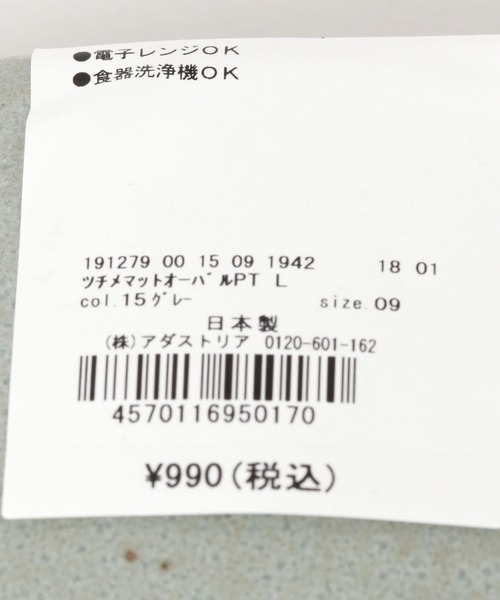 ●電子レンジOK
●食器洗浄機OK
191279 00 15 09 1942 18 01
ツチメマットオーバルPT L
col.15グレー size.09
日本製
(株)アダストリア 0120-601-162
4570116950170
¥990(税込)